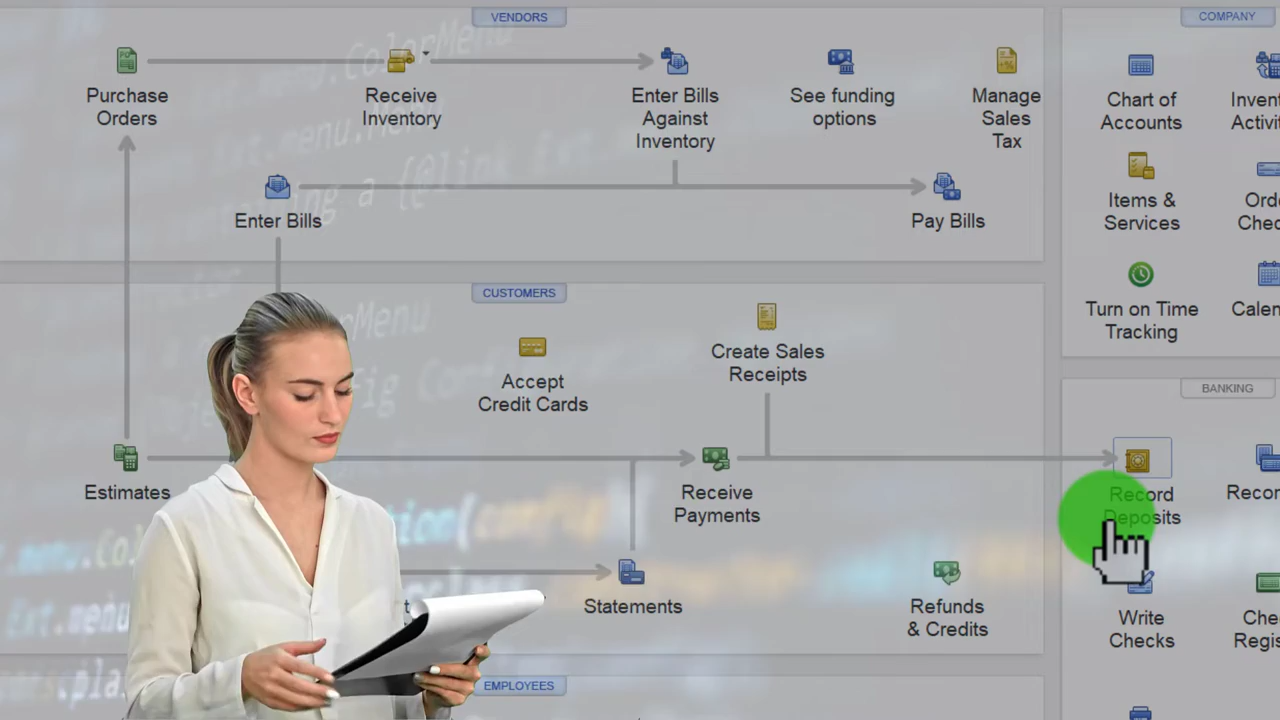 VENDORS
Purchase
Orders
Receive
Inventory
Enter Bills
Against
Inventory
See funding
options
Manage
Sales
Tax
Enter Bills
Pay Bills
COMPANY
Chart of
Accounts
Items &
Services
Turn on Time
Tracking
CUSTOMERS
Accept
Credit Cards
Create Sales
Receipts
Estimates
Receive
Payments
Statements
Refunds
& Credits
BANKING
Record
Deposits
Write
Checks
EMPLOYEES